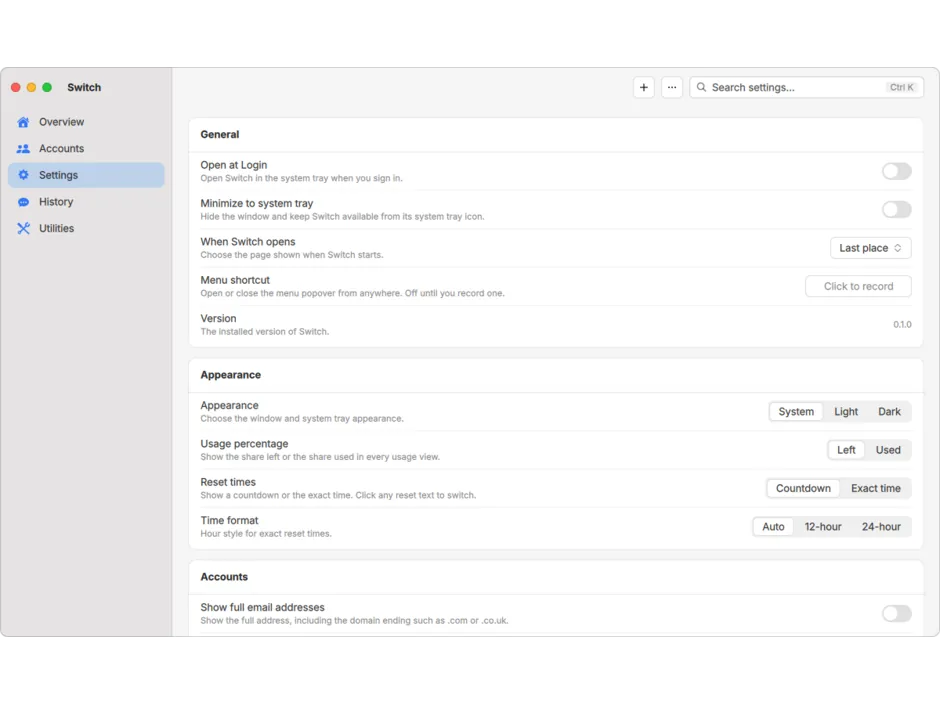 Switch
+
...
Search settings...
Ctrl K
Overview
Accounts
Settings
History
Utilities
General
Open at Login
Open Switch in the system tray when you sign in.
Minimize to system tray
Hide the window and keep Switch available from its system tray icon.
When Switch opens
Choose the page shown when Switch starts.
Last place
Menu shortcut
Open or close the menu popover from anywhere. Off until you record one.
Click to record
Version
The installed version of Switch.
0.1.0
Appearance
Appearance
Choose the window and system tray appearance.
System Light Dark
Usage percentage
Show the share left or the share used in every usage view.
Left Used
Reset times
Show a countdown or the exact time. Click any reset text to switch.
Countdown Exact time
Time format
Hour style for exact reset times.
Auto 12-hour 24-hour
Accounts
Show full email addresses
Show the full address, including the domain ending such as .com or .co.uk.